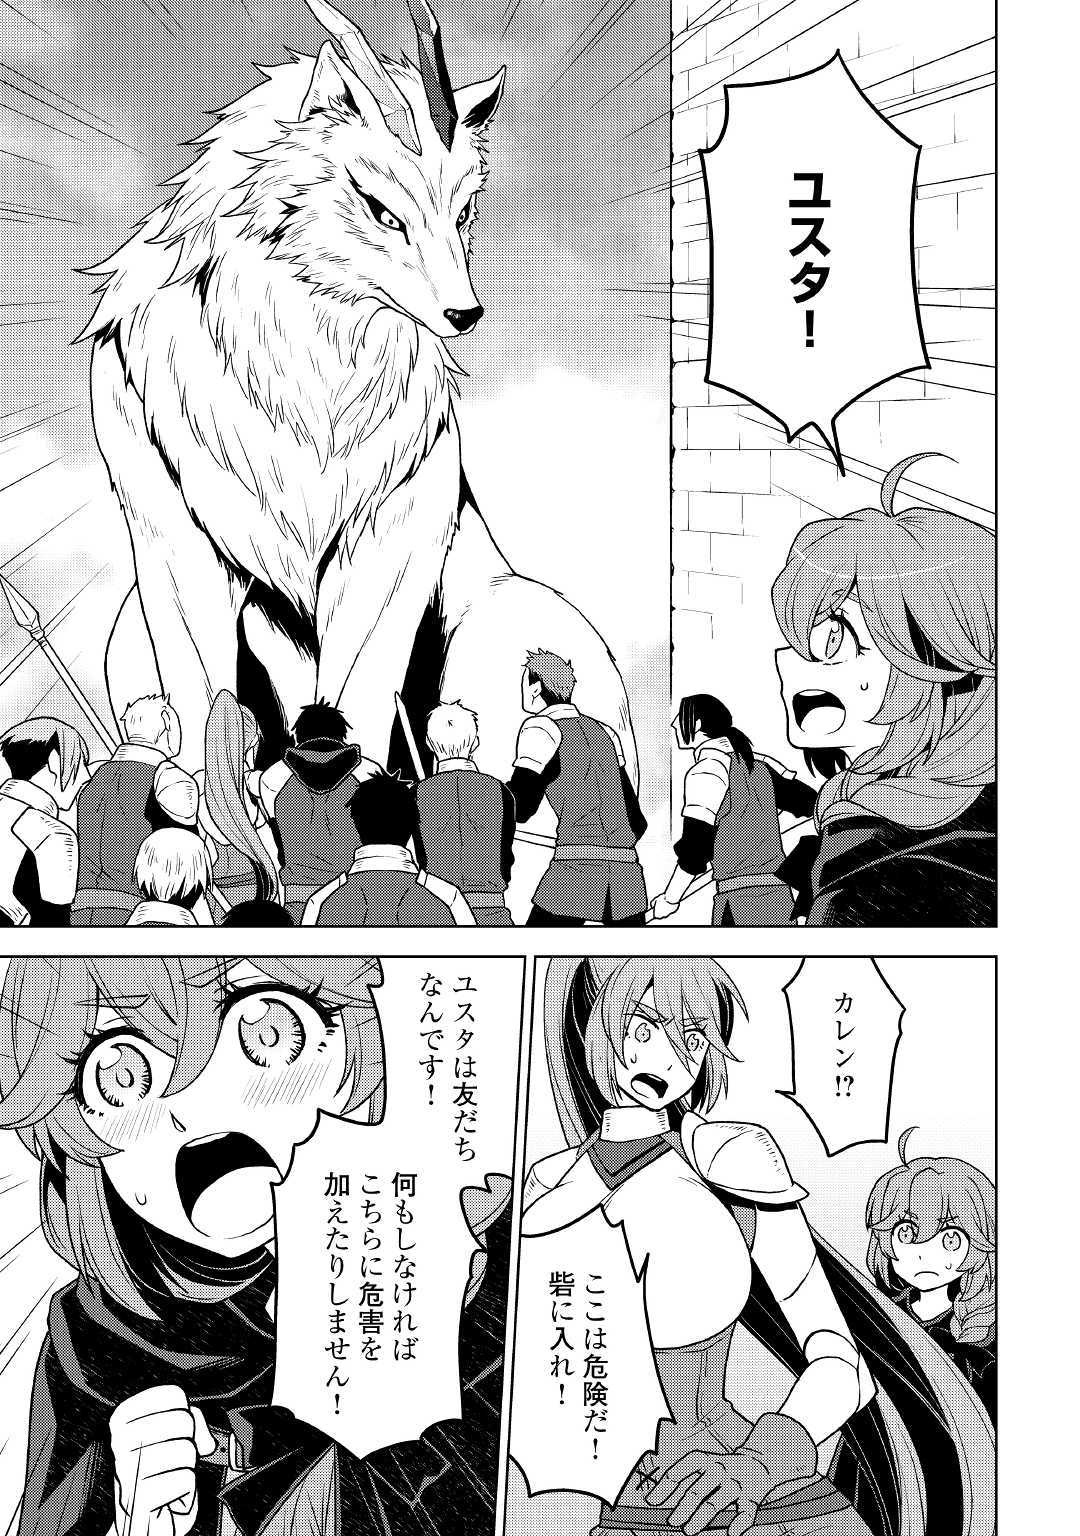 ユスタ！
カレン!?
ここは危険だ！
砦に入れ！
ユスタは友だち
なんです！
何もしなければ
こちらに危害を
加えたりしません！